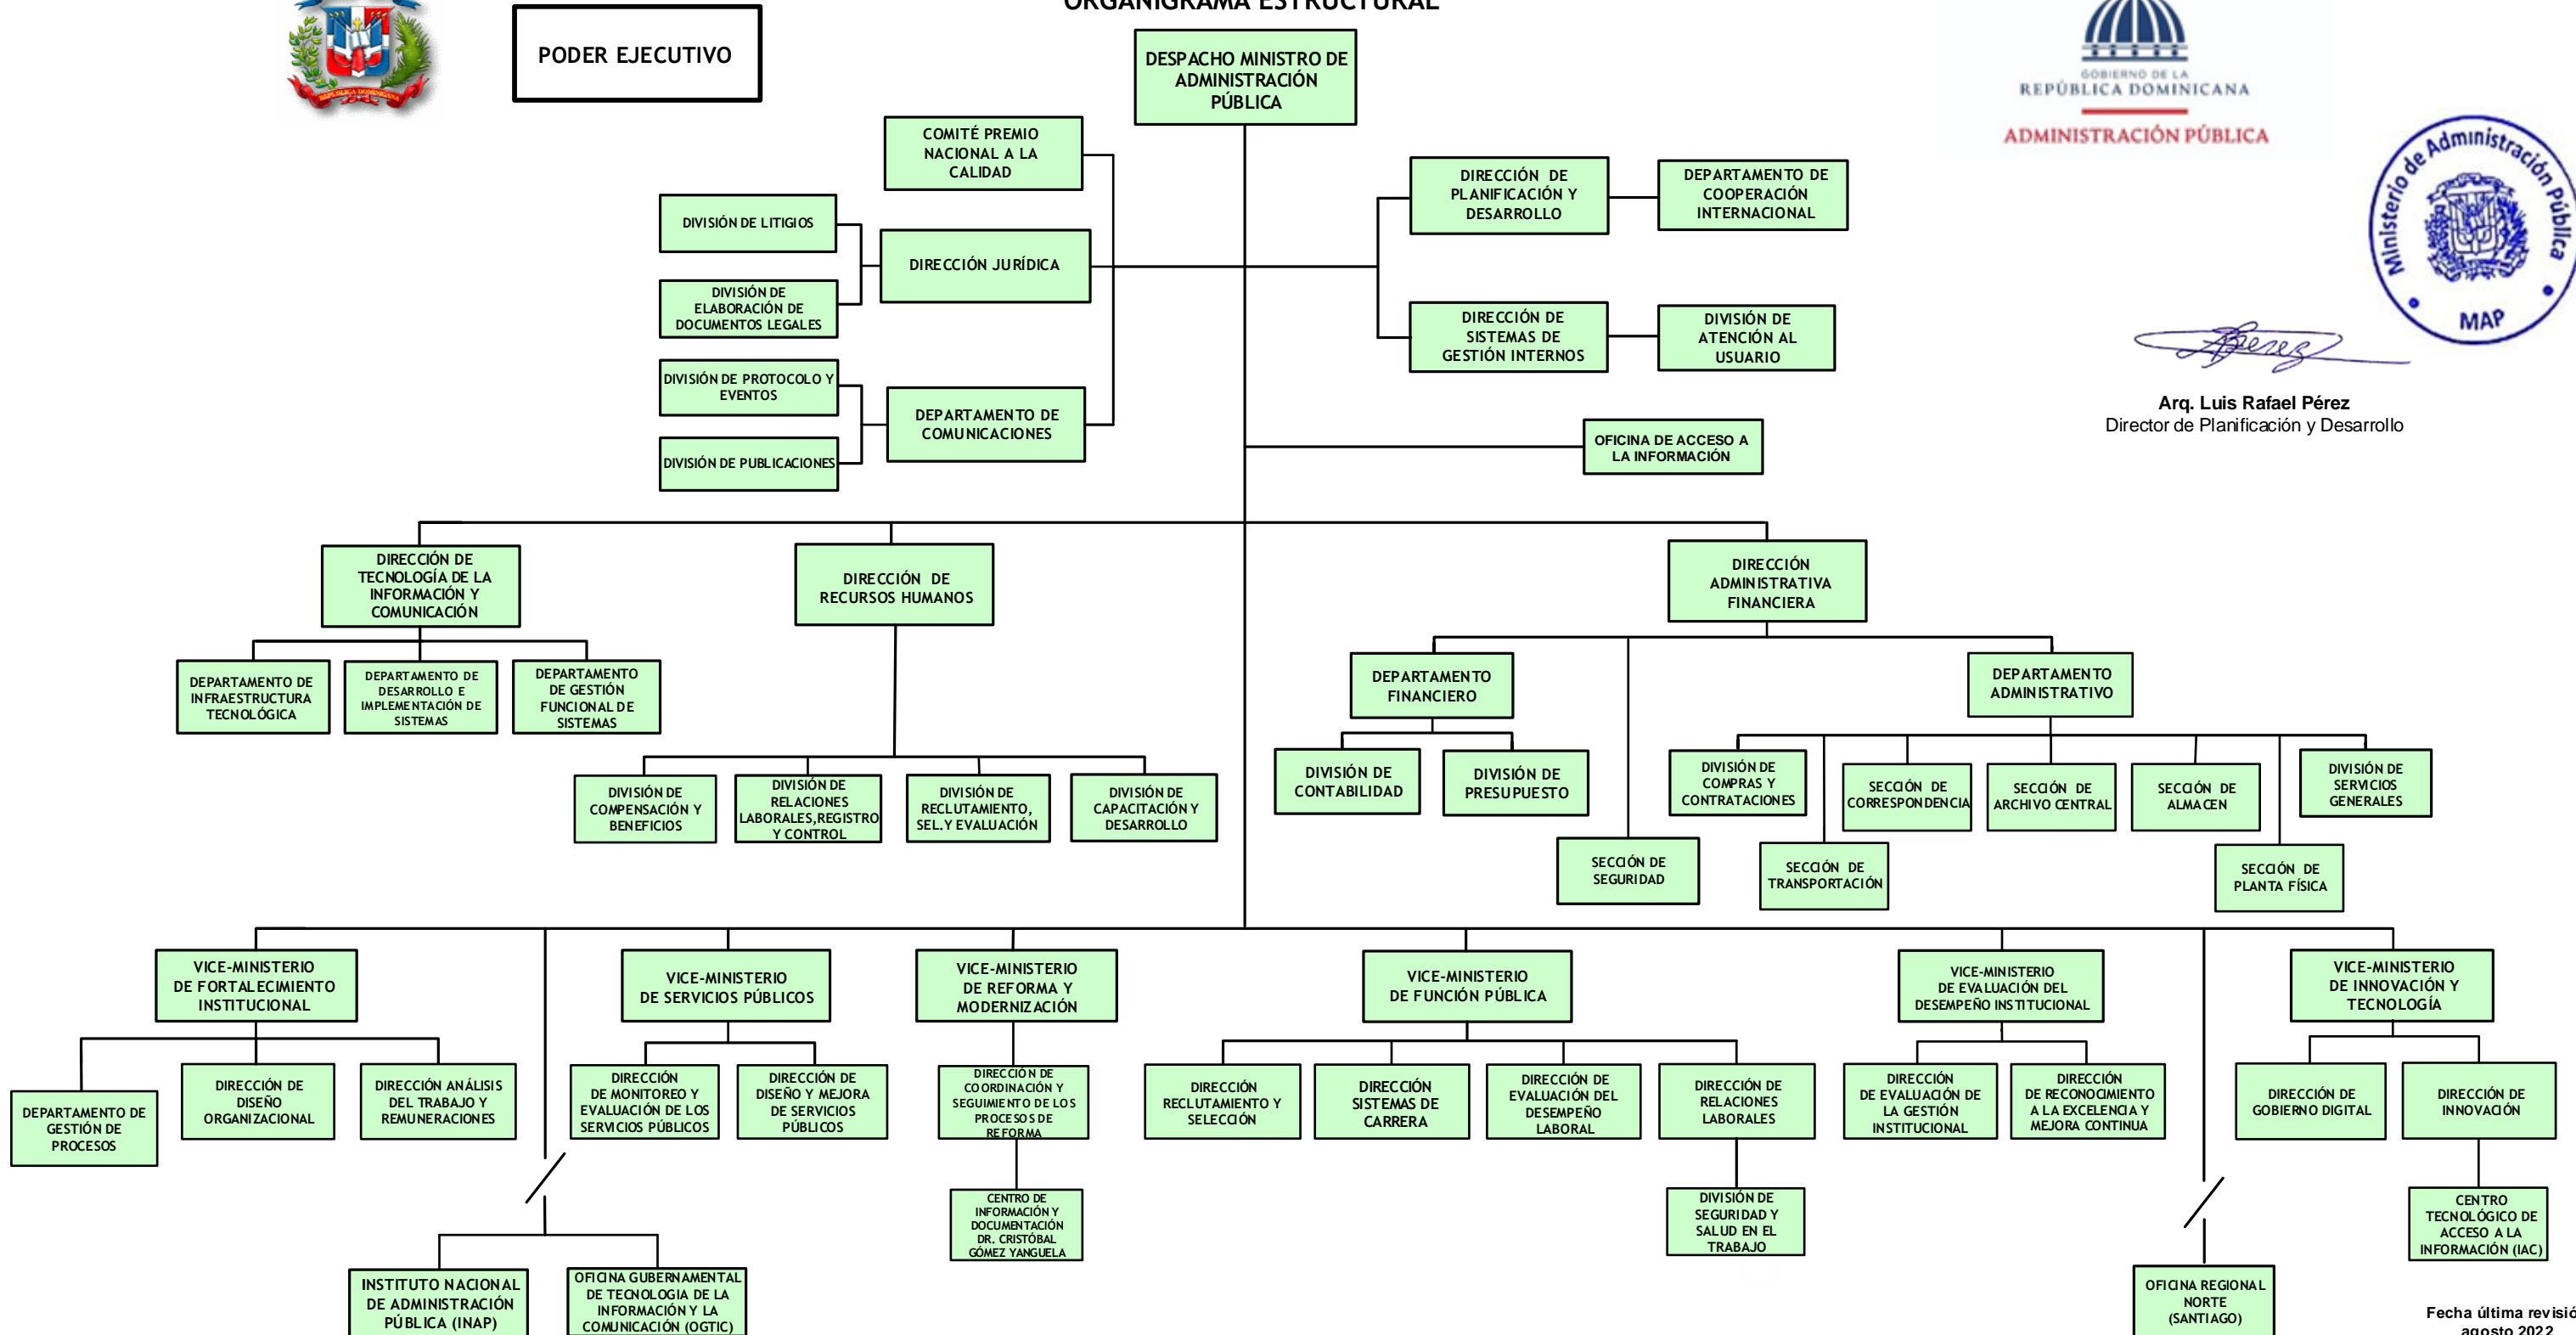 ORGANIGRAMA ESTRUCTURAL
REPÚBLICA DOMINICANA
PODER EJECUTIVO
DESPACHO MINISTRO DE
ADMINISTRACIÓN
PÚBLICA
GOBIERNO DE LA
REPÚBLICA DOMINICANA
ADMINISTRACIÓN PÚBLICA
Ministerio de Administración Pública
MAP
Arq. Luis Rafael Pérez
Director de Planificación y Desarrollo
COMITÉ PREMIO
NACIONAL A LA
CALIDAD
DIVISIÓN DE LITIGIOS
DIRECCIÓN JURÍDICA
DIVISIÓN DE
ELABORACIÓN DE
DOCUMENTOS LEGALES
DIVISIÓN DE PROTOCOLO Y
EVENTOS
DEPARTAMENTO DE
COMUNICACIONES
DIVISIÓN DE PUBLICACIONES
DIRECCIÓN DE
PLANIFICACIÓN Y
DESARROLLO
DEPARTAMENTO DE
COOPERACIÓN
INTERNACIONAL
DIRECCIÓN DE
SISTEMAS DE
GESTIÓN INTERNOS
DIVISIÓN DE
ATENCIÓN AL
USUARIO
OFICINA DE ACCESO A
LA INFORMACIÓN
DIRECCIÓN DE
TECNOLOGÍA DE LA
INFORMACIÓN Y
COMUNICACIÓN
DIRECCIÓN DE
RECURSOS HUMANOS
DIRECCIÓN
ADMINISTRATIVA
FINANCIERA
DEPARTAMENTO DE
INFRAESTRUCTURA
TECNOLÓGICA
DEPARTAMENTO DE
DESARROLLO E
IMPLEMENTACIÓN DE
SISTEMAS
DEPARTAMENTO
DE GESTIÓN
FUNCIONAL DE
SISTEMAS
DEPARTAMENTO
FINANCIERO
DEPARTAMENTO
ADMINISTRATIVO
DIVISIÓN DE
COMPENSACIÓN Y
BENEFICIOS
DIVISIÓN DE
RELACIONES
LABORALES,REGISTRO
Y CONTROL
DIVISIÓN DE
RECLUTAMIENTO,
SEL.Y EVALUACIÓN
DIVISIÓN DE
CAPACITACIÓN Y
DESARROLLO
DIVISIÓN DE
CONTABILIDAD
DIVISIÓN DE
PRESUPUESTO
DIVISIÓN DE
COMPRAS Y
CONTRATACIONES
SECCIÓN DE
CORRESPONDENCIA
SECCIÓN DE
ARCHIVO CENTRAL
SECCIÓN DE
ALMACEN
DIVISIÓN DE
SERVICIOS
GENERALES
SECCIÓN DE
SEGURIDAD
SECCIÓN DE
TRANSPORTACIÓN
SECCIÓN DE
PLANTA FÍSICA
VICE-MINISTERIO
DE FORTALECIMIENTO
INSTITUCIONAL
VICE-MINISTERIO
DE SERVICIOS PÚBLICOS
VICE-MINISTERIO
DE REFORMA Y
MODERNIZACIÓN
VICE-MINISTERIO
DE FUNCIÓN PÚBLICA
VICE-MINISTERIO
DE EVALUACIÓN DEL
DESEMPEÑO INSTITUCIONAL
VICE-MINISTERIO
DE INNOVACIÓN Y
TECNOLOGÍA
DEPARTAMENTO DE
GESTIÓN DE
PROCESOS
DIRECCIÓN DE
DISEÑO
ORGANIZACIONAL
DIRECCIÓN ANÁLISIS
DEL TRABAJO Y
REMUNERACIONES
DIRECCIÓN
DE MONITOREO Y
EVALUACIÓN DE LOS
SERVICIOS PÚBLICOS
DIRECCIÓN DE
DISEÑO Y MEJORA
DE SERVICIOS
PÚBLICOS
DIRECCIÓN DE
COORDINACIÓN Y
SEGUIMIENTO DE LOS
PROCESOS DE
REFORMA
DIRECCIÓN
RECLUTAMIENTO Y
SELECCIÓN
DIRECCIÓN
SISTEMAS DE
CARRERA
DIRECCIÓN DE
EVALUACIÓN DEL
DESEMPEÑO
LABORAL
DIRECCIÓN DE
RELACIONES
LABORALES
DIRECCIÓN
DE EVALUACIÓN DE
LA GESTIÓN
INSTITUCIONAL
DIRECCIÓN
DE RECONOCIMIENTO
A LA EXCELENCIA Y
MEJORA CONTINUA
DIRECCIÓN DE
GOBIERNO DIGITAL
DIRECCIÓN DE
INNOVACIÓN
CENTRO DE
INFORMACIÓN Y
DOCUMENTACIÓN
DR. CRISTÓBAL
GÓMEZ YANGUELA
DIVISIÓN DE
SEGURIDAD Y
SALUD EN EL
TRABAJO
CENTRO
TECNOLÓGICO DE
ACCESO A LA
INFORMACIÓN (IAC)
INSTITUTO NACIONAL
DE ADMINISTRACIÓN
PÚBLICA (INAP)
OFICINA GUBERNAMENTAL
DE TECNOLOGIA DE LA
INFORMACIÓN Y LA
COMUNICACIÓN (OGTIC)
OFICINA REGIONAL
NORTE
(SANTIAGO)
Fecha última revisió
agosto 2022